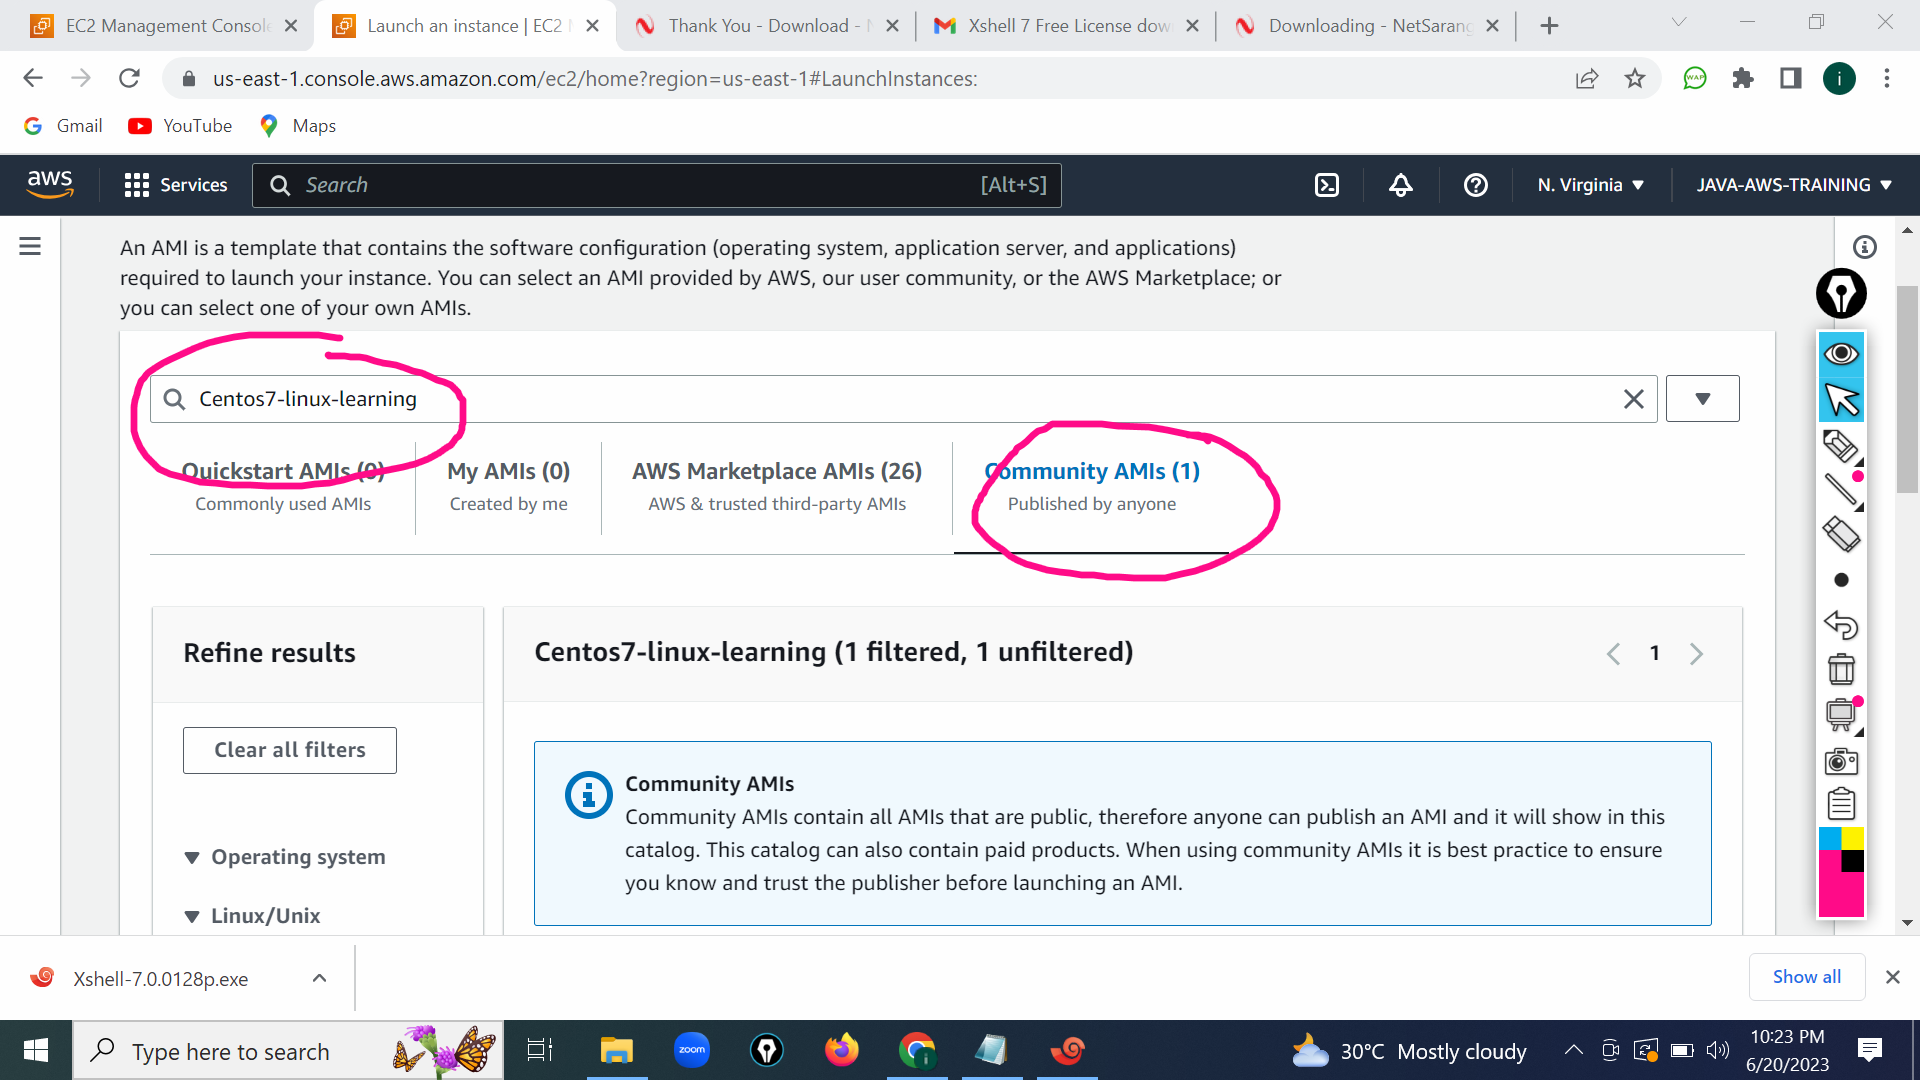 EC2 Management Console
Launch an instance | EC2
Thank You - Download -
Xshell 7 Free License dow
Downloading - NetSarang
us-east-1.console.aws.amazon.com/ec2/home?region=us-east-1#LaunchInstances:
WAP
i
Gmail
YouTube
Maps
aws
Services
Search
[Alt+S]
N. Virginia
JAVA-AWS-TRAINING
An AMI is a template that contains the software configuration (operating system, application server, and applications)
required to launch your instance. You can select an AMI provided by AWS, our user community, or the AWS Marketplace; or
you can select one of your own AMIs.
Centos7-linux-learning
Quickstart AMIs (0)
Commonly used AMIs
My AMIs (0)
Created by me
AWS Marketplace AMIs (26)
AWS & trusted third-party AMIs
Community AMIs (1)
Published by anyone
Refine results
Centos7-linux-learning (1 filtered, 1 unfiltered)
1
Clear all filters
Operating system
Linux/Unix
Community AMIs
Community AMIs contain all AMIs that are public, therefore anyone can publish an AMI and it will show in this
catalog. This catalog can also contain paid products. When using community AMIs it is best practice to ensure
you know and trust the publisher before launching an AMI.
Xshell-7.0.0128p.exe
Show all
Type here to search
zoom
i
30°C Mostly cloudy
10:23 PM
6/20/2023